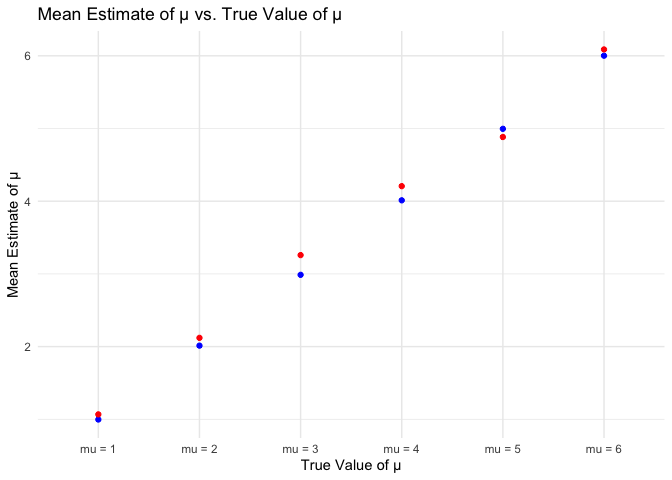 Mean Estimate of μ vs. True Value of μ
Mean Estimate of μ
6
4
2
mu = 1 mu = 2 mu = 3 mu = 4 mu = 5 mu = 6
True Value of μ